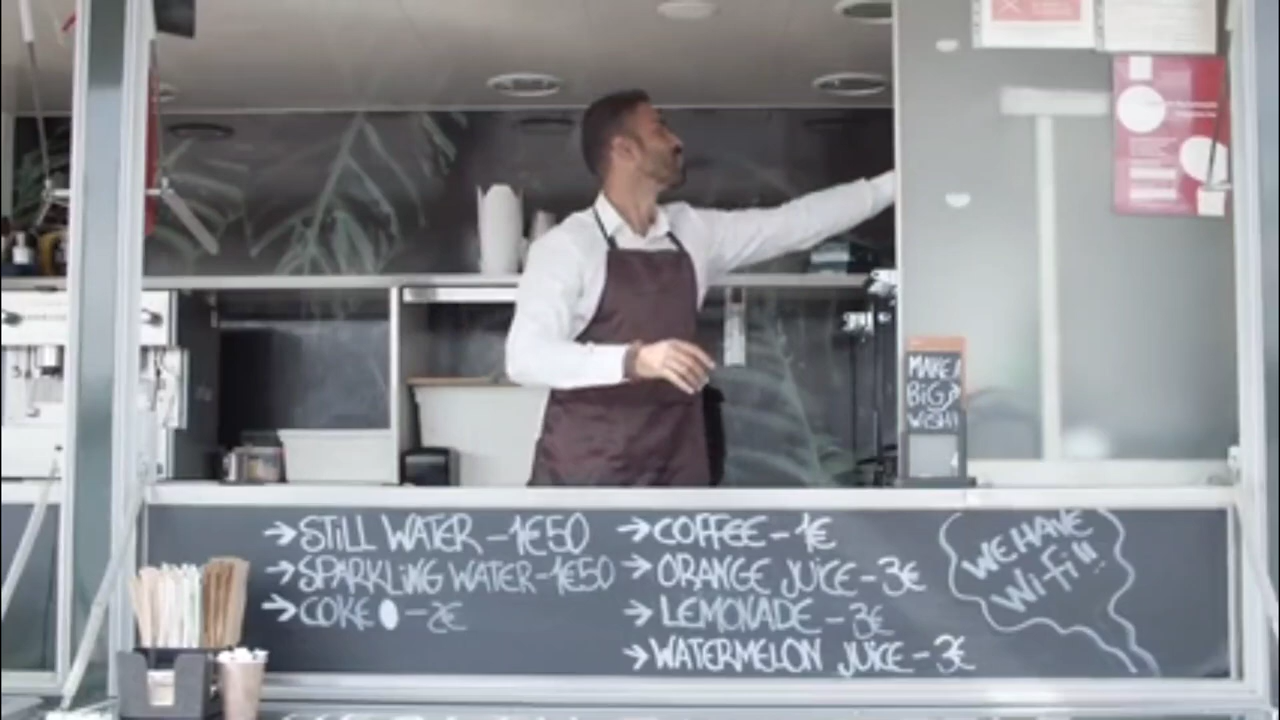 MAKE A
BiG
WiSH!
→ STiLL WATER - 1€50
→ SPARKLiNG WATER - 1€50
→ COKE - 2€
→ COFFEE - 1€
→ ORANGE JUiCE - 3€
→ LEMONADE - 3€
→ WATERMELON JUiCE - 3€
WE HAVE
Wi-fi!!